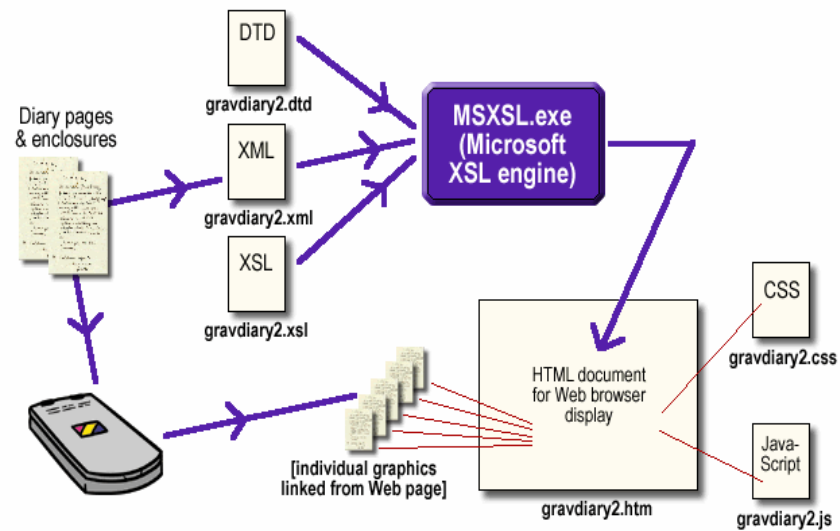 DTD
gravdiary2.dtd
Diary pages
& enclosures
XML
gravdiary2.xml
XSL
gravdiary2.xsl
MSXSL.exe
(Microsoft
XSL engine)
CSS
gravdiary2.css
HTML document
for Web browser
display
[individual graphics
linked from Web page]
gravdiary2.htm
Java-
Script
gravdiary2.js